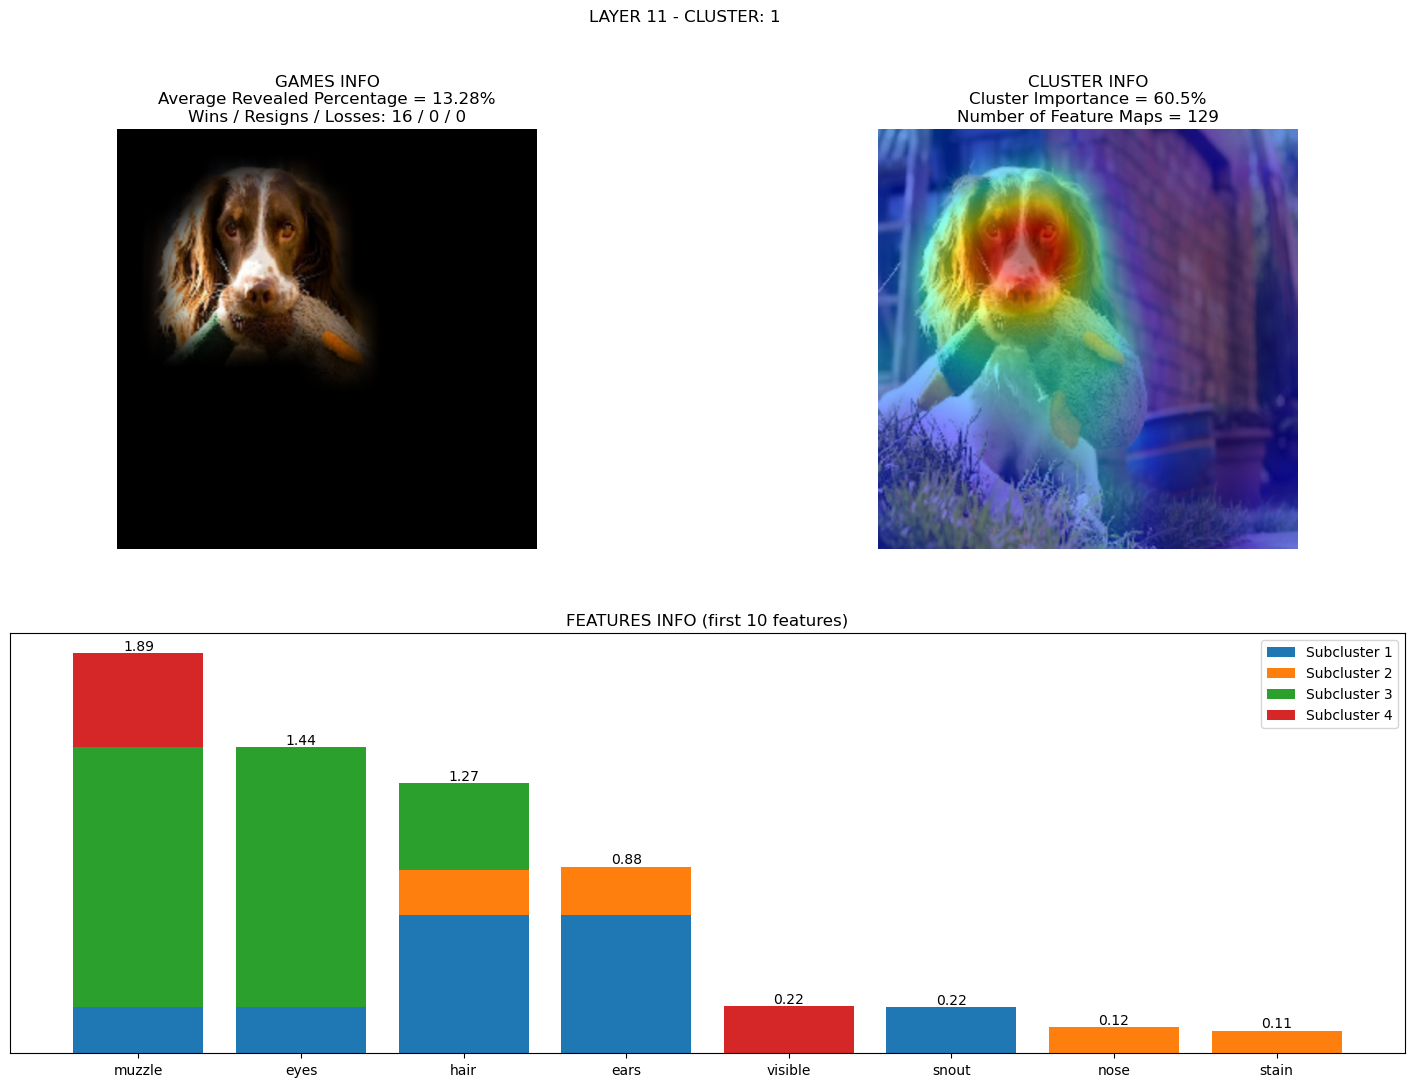 LAYER 11 - CLUSTER: 1
GAMES INFO
Average Revealed Percentage = 13.28%
Wins / Resigns / Losses: 16 / 0 / 0
CLUSTER INFO
Cluster Importance = 60.5%
Number of Feature Maps = 129
FEATURES INFO (first 10 features)
1.89
1.44
1.27
0.88
0.22
0.22
0.12
0.11
Subcluster 1
Subcluster 2
Subcluster 3
Subcluster 4
muzzle
eyes
hair
ears
visible
snout
nose
stain